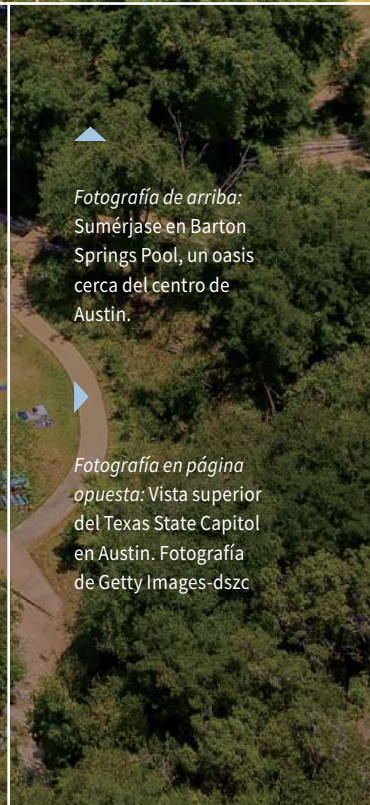 Fotografía de arriba:
Sumérjase en Barton
Springs Pool, un oasis
cerca del centro de
Austin.
Fotografía en página
opuesta: Vista superior
del Texas State Capitol
en Austin. Fotografía
de Getty Images-dszc